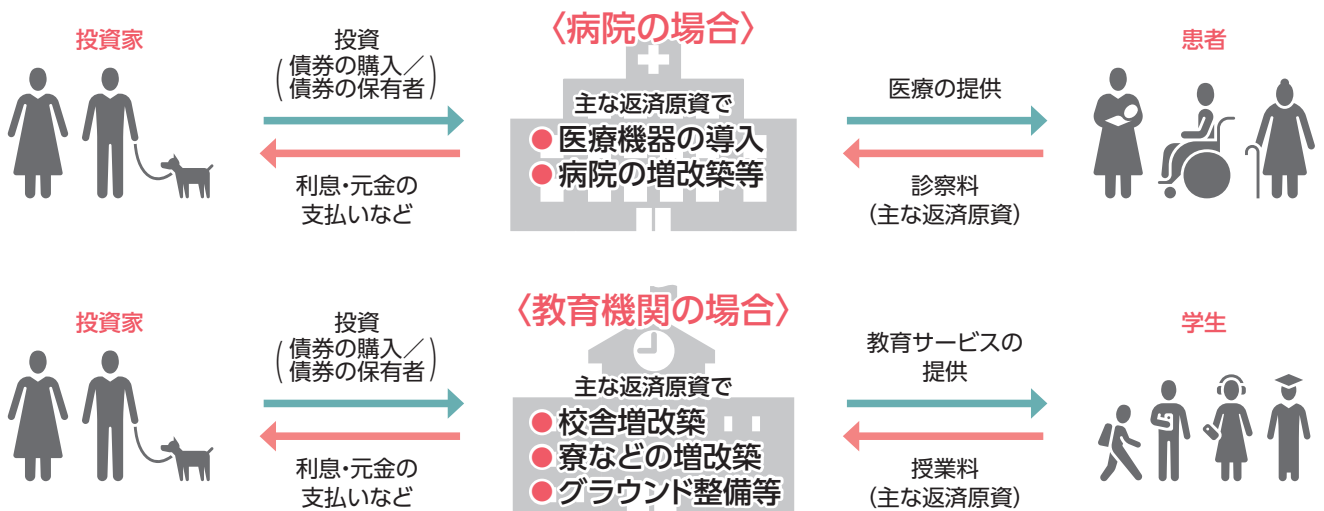 〈病院の場合〉
投資家
投資
(債券の購入／
債券の保有者)
利息・元金の
支払いなど
主な返済原資で
●医療機器の導入
●病院の増改築等
医療の提供
診察料
(主な返済原資)
患者
〈教育機関の場合〉
投資家
投資
(債券の購入／
債券の保有者)
利息・元金の
支払いなど
主な返済原資で
●校舎増改築
●寮などの増改築
●グラウンド整備等
教育サービスの
提供
授業料
(主な返済原資)
学生